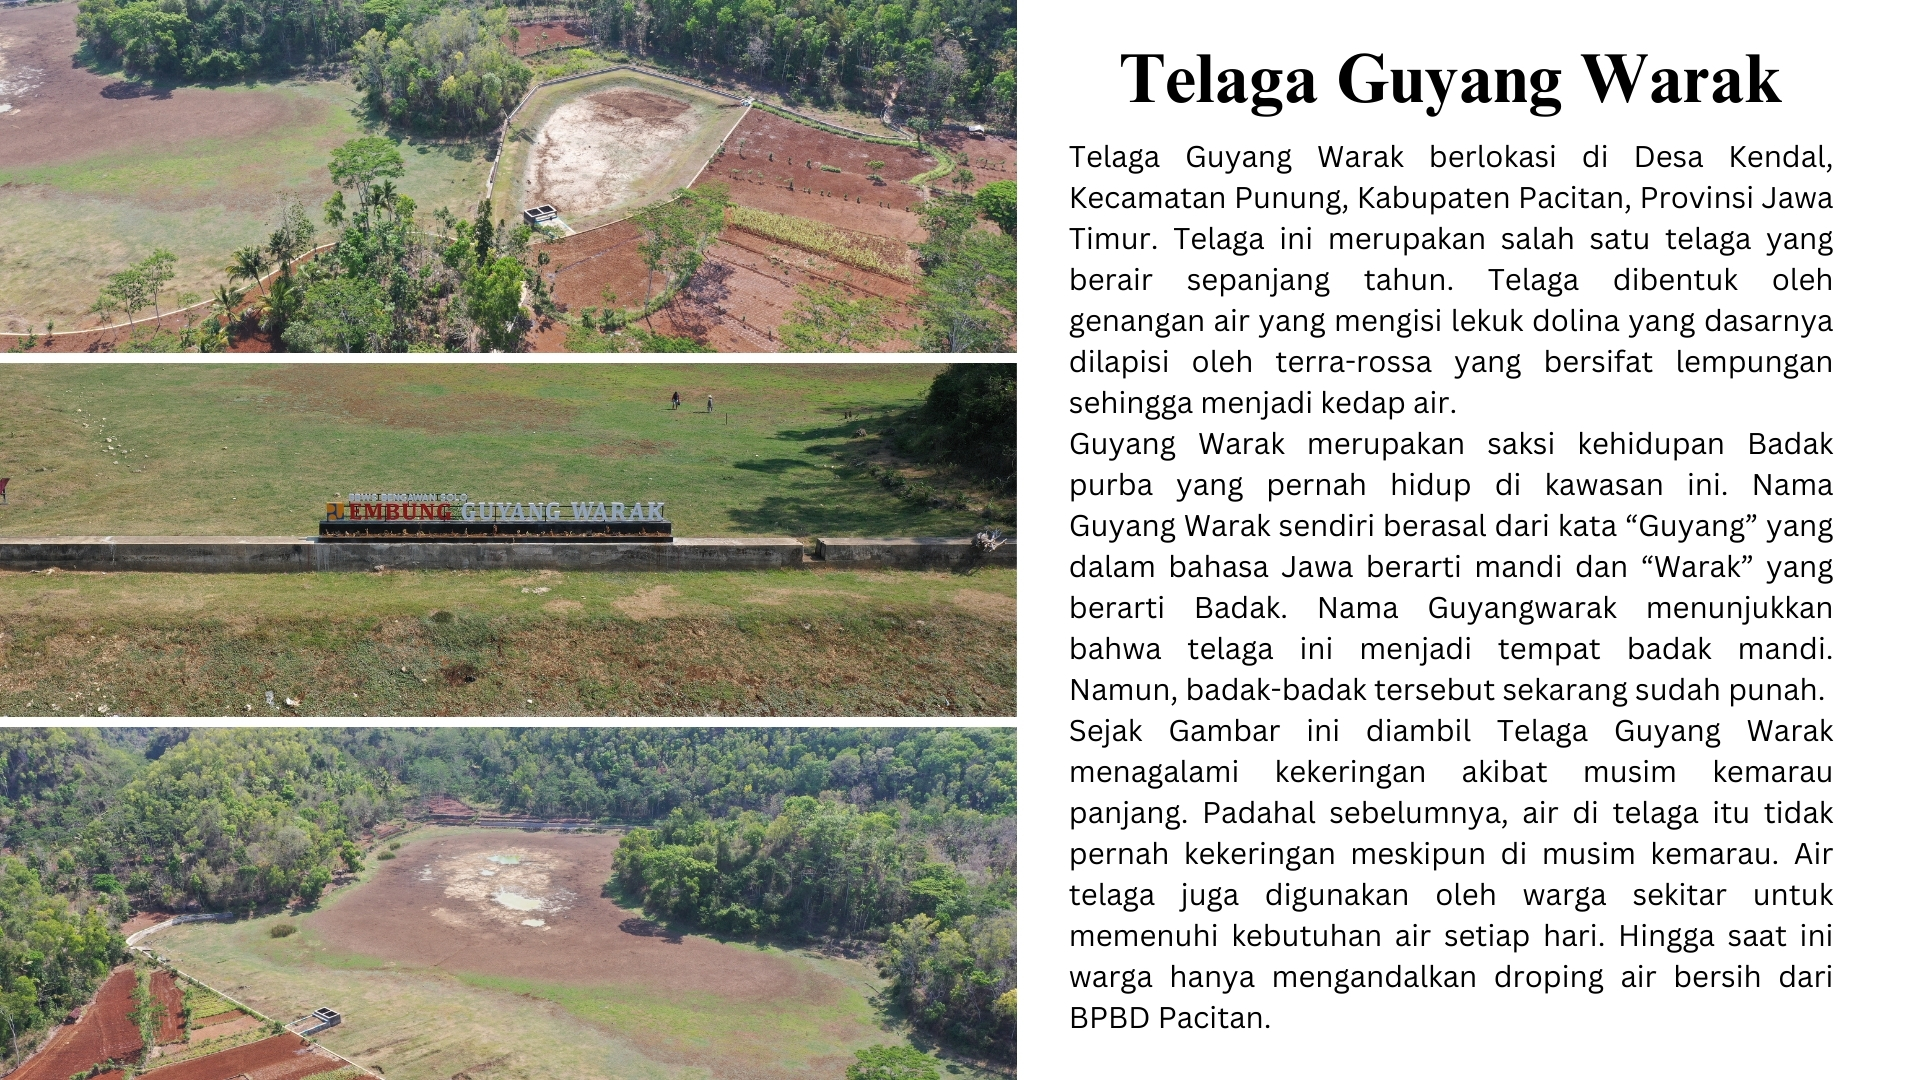 Telaga Guyang Warak
Telaga Guyang Warak berlokasi di Desa Kendal,
Kecamatan Punung, Kabupaten Pacitan, Provinsi Jawa
Timur. Telaga ini merupakan salah satu telaga yang
berair sepanjang tahun. Telaga dibentuk oleh
genangan air yang mengisi lekuk dolina yang dasarnya
dilapisi oleh terra-rossa yang bersifat lempungan
sehingga menjadi kedap air.
Guyang Warak merupakan saksi kehidupan Badak
purba yang pernah hidup di kawasan ini. Nama
Guyang Warak sendiri berasal dari kata “Guyang” yang
dalam bahasa Jawa berarti mandi dan “Warak” yang
berarti Badak. Nama Guyangwarak menunjukkan
bahwa telaga ini menjadi tempat badak mandi.
Namun, badak-badak tersebut sekarang sudah punah.
Sejak Gambar ini diambil Telaga Guyang Warak
menagalami kekeringan akibat musim kemarau
panjang. Padahal sebelumnya, air di telaga itu tidak
pernah kekeringan meskipun di musim kemarau. Air
telaga juga digunakan oleh warga sekitar untuk
memenuhi kebutuhan air setiap hari. Hingga saat ini
warga hanya mengandalkan droping air bersih dari
BPBD Pacitan.
BBWS BENGAWAN SOLO
EMBUNG GUYANG WARAK